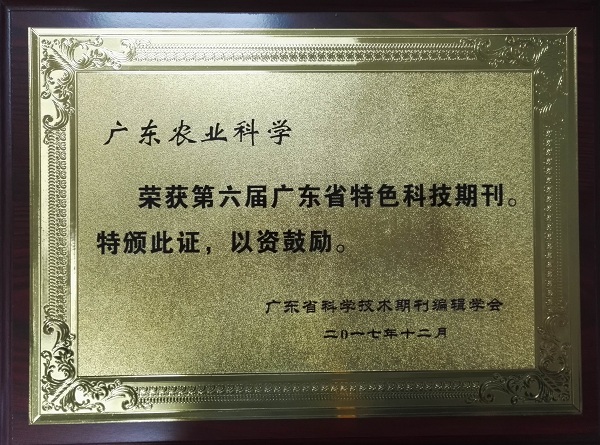 广东农业科学
荣获第六届广东省特色科技期刊。
特颁此证，以资鼓励。
广东省科学技术期刊编辑学会
二0一七年十二月